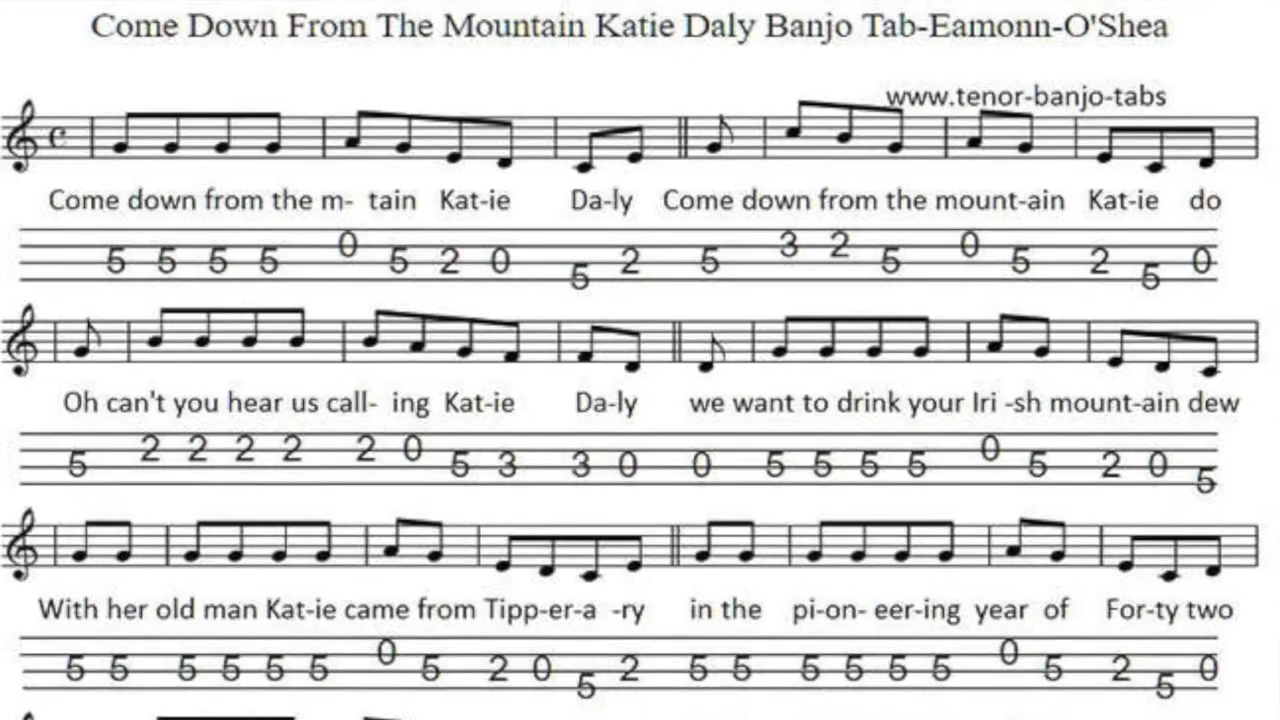 Come Down From The Mountain Katie Daly Banjo Tab-Eamonn-O'Shea
www.tenor-banjo-tabs
Come down from the m- tain Kat-ie Da-ly Come down from the mount-ain Kat-ie do
5 5 5 5 0 5 2 0 5 2 5 3 2 5 0 5 2 5 0
Oh can't you hear us call- ing Kat-ie Da-ly we want to drink your Iri -sh mount-ain dew
5 2 2 2 2 2 0 5 3 3 0 0 5 5 5 5 0 5 2 0 5
With her old man Kat-ie came from Tipp-er-a -ry in the pi-on- eer-ing year of For-ty two
5 5 5 5 5 5 0 5 2 0 5 2 5 5 5 5 5 5 0 5 2 5 0